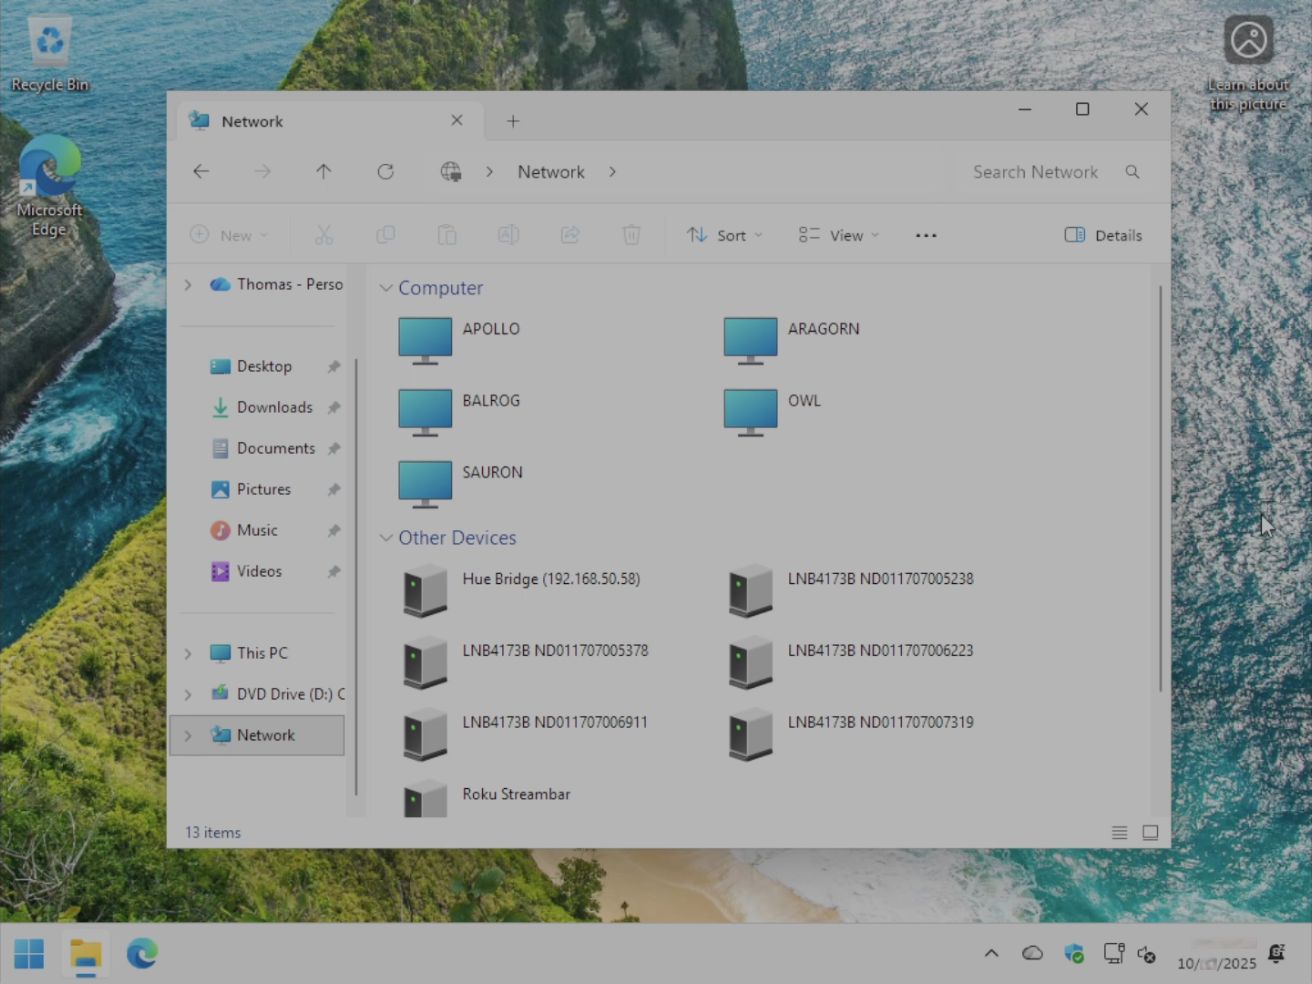 Recycle Bin
Learn about
this picture
Microsoft
Edge
Network
Network
Search Network
New
Sort
View
Details
Thomas - Perso
Desktop
Downloads
Documents
Pictures
Music
Videos
This PC
DVD Drive (D:) C
Network
Computer
APOLLO
ARAGORN
BALROG
OWL
SAURON
Other Devices
Hue Bridge (192.168.50.58)
LNB4173B ND011707005238
LNB4173B ND011707005378
LNB4173B ND011707006223
LNB4173B ND011707006911
LNB4173B ND011707007319
Roku Streambar
13 items